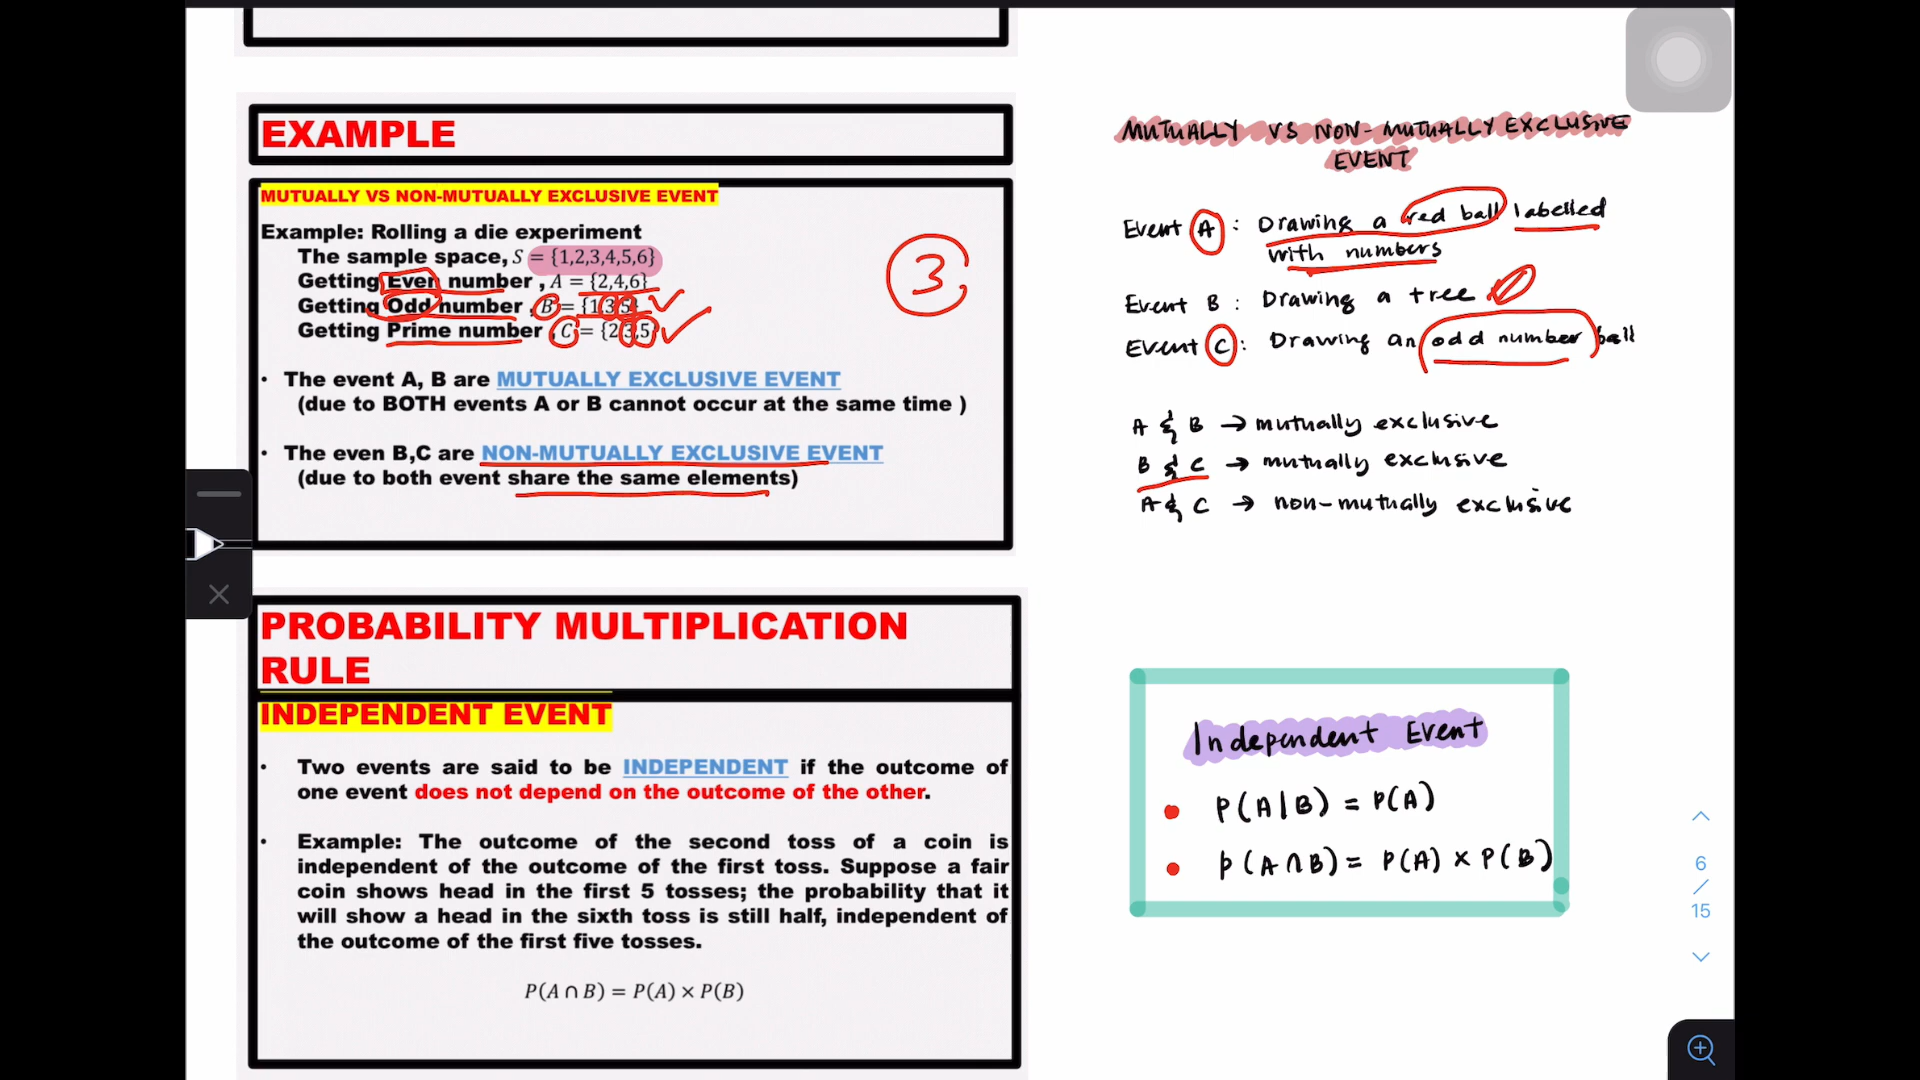 EXAMPLE
MUTUALLY VS NON-MUTUALLY EXCLUSIVE EVENT
Example: Rolling a die experiment
The sample space, S = {1,2,3,4,5,6}
Getting Even number , A = {2,4,6}
Getting Odd number , B = {1,3,5}
Getting Prime number , C = {2,3,5}
3
• The event A, B are MUTUALLY EXCLUSIVE EVENT
(due to BOTH events A or B cannot occur at the same time )
• The even B,C are NON-MUTUALLY EXCLUSIVE EVENT
(due to both event share the same elements)
PROBABILITY MULTIPLICATION
RULE
INDEPENDENT EVENT
• Two events are said to be INDEPENDENT if the outcome of
one event does not depend on the outcome of the other.
• Example: The outcome of the second toss of a coin is
independent of the outcome of the first toss. Suppose a fair
coin shows head in the first 5 tosses; the probability that it
will show a head in the sixth toss is still half, independent of
the outcome of the first five tosses.
P(A ∩ B) = P(A) × P(B)
MUTUALLY VS NON-MUTUALLY EXCLUSIVE
EVENT
Event A : Drawing a red ball labelled
with numbers
Event B : Drawing a tree
Event C : Drawing an odd number ball
A & B → mutually exclusive
B & C → mutually exclusive
A & C → non-mutually exclusive
Independent Event
• P(A|B) = P(A)
• P(A∩B) = P(A) × P(B)
6
/
15